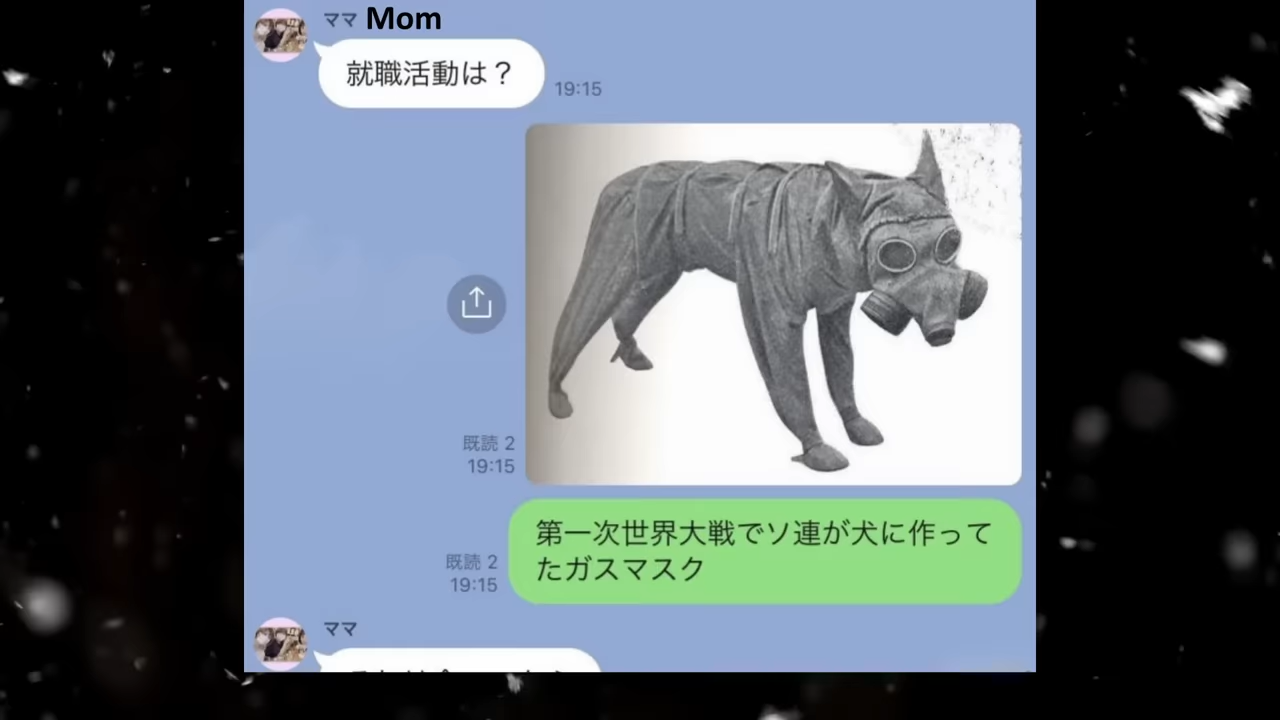 ママ Mom
就職活動は？
19:15
既読 2
19:15
第一次世界大戦でソ連が犬に作って
たガスマスク
既読 2
19:15
ママ